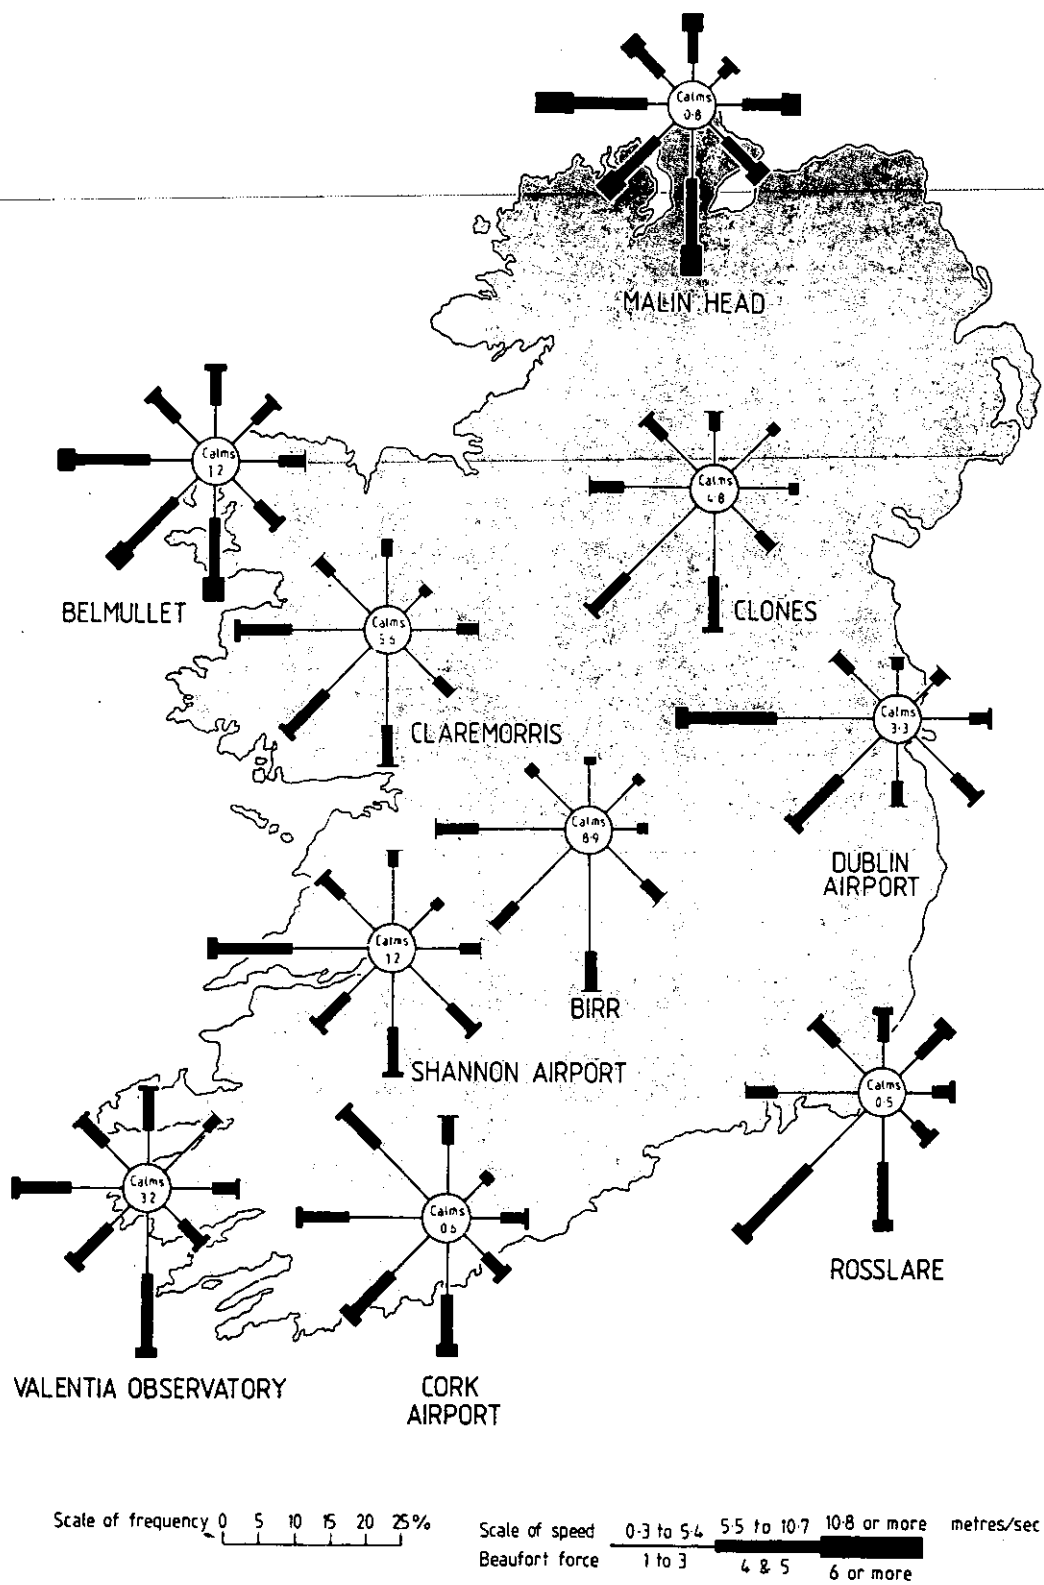 Calms
0·8
MALIN HEAD
Calms
1·2
BELMULLET
Calms
4·8
CLONES
Calms
CLAREMORRIS
Calms
3·3
DUBLIN
AIRPORT
Calms
8·9
BIRR
Calms
1·2
SHANNON AIRPORT
Calms
0·5
ROSSLARE
Calms
3·2
VALENTIA OBSERVATORY
Calms
CORK
AIRPORT
Scale of frequency 0 5 10 15 20 25%
Scale of speed 0·3 to 5·4 5·5 to 10·7 10·8 or more metres/sec
Beaufort force 1 to 3 4 & 5 6 or more